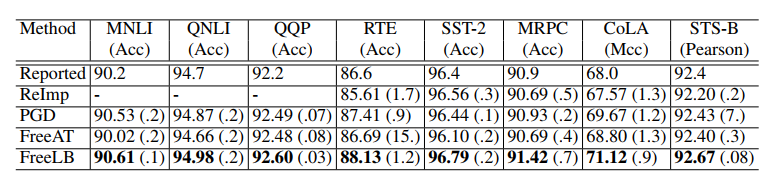 Method MNLI QNLI QQP RTE SST-2 MRPC CoLA STS-B
(Acc) (Acc) (Acc) (Acc) (Acc) (Acc) (Mcc) (Pearson)
Reported 90.2 94.7 92.2 86.6 96.4 90.9 68.0 92.4
ReImp - - - 85.61 (1.7) 96.56 (.3) 90.69 (.5) 67.57 (1.3) 92.20 (.2)
PGD 90.53 (.2) 94.87 (.2) 92.49 (.07) 87.41 (.9) 96.44 (.1) 90.93 (.2) 69.67 (1.2) 92.43 (7.)
FreeAT 90.02 (.2) 94.66 (.2) 92.48 (.08) 86.69 (15.) 96.10 (.2) 90.69 (.4) 68.80 (1.3) 92.40 (.3)
FreeLB 90.61 (.1) 94.98 (.2) 92.60 (.03) 88.13 (1.2) 96.79 (.2) 91.42 (.7) 71.12 (.9) 92.67 (.08)